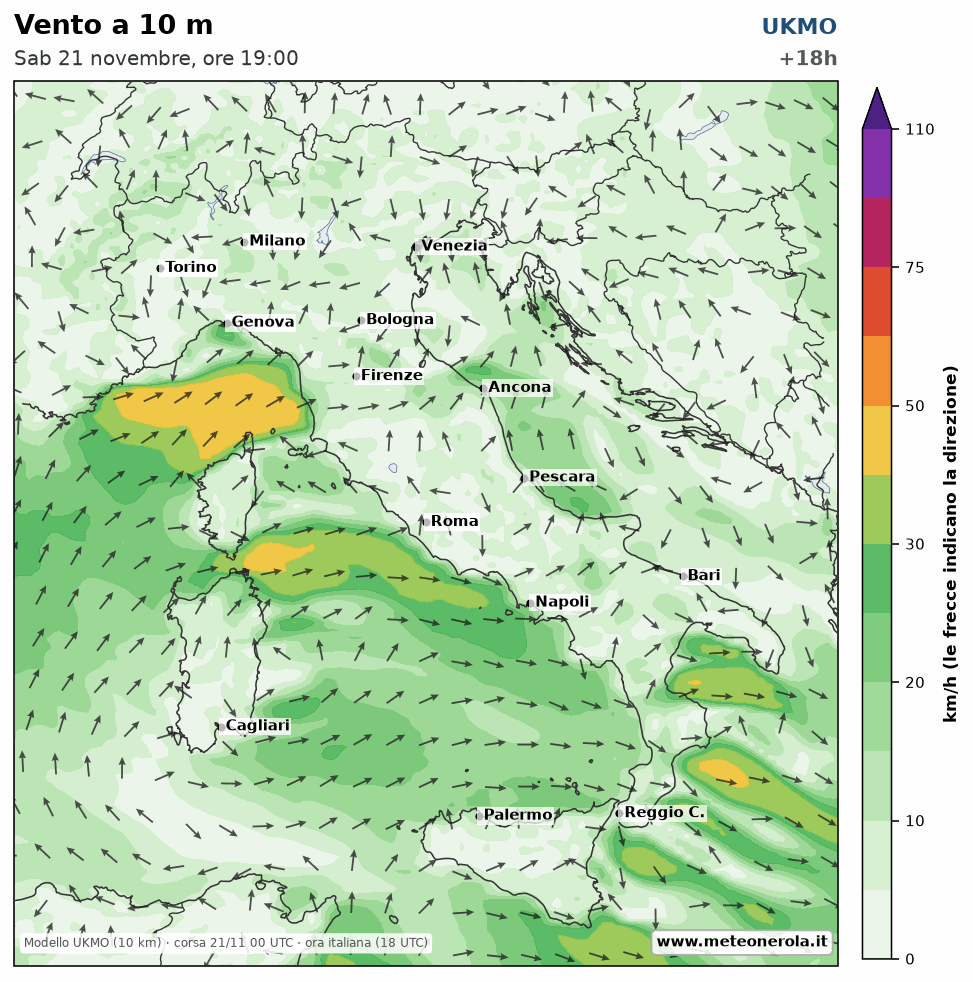 Vento a 10 m
UKMO
Sab 21 novembre, ore 19:00
+18h
110
75
50
30
20
10
0
km/h (le frecce indicano la direzione)
Milano
Venezia
Torino
Genova
Bologna
Firenze
Ancona
Pescara
Roma
Bari
Napoli
Cagliari
Palermo
Reggio C.
Modello UKMO (10 km) · corsa 21/11 00 UTC · ora italiana (18 UTC)
www.meteonerola.it